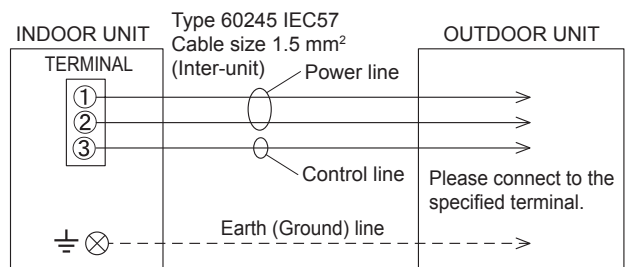 Type 60245 IEC57
Cable size 1.5 mm²
(Inter-unit)
INDOOR UNIT
OUTDOOR UNIT
TERMINAL
Power line
①
②
③
Control line
Please connect to the
specified terminal.
Earth (Ground) line